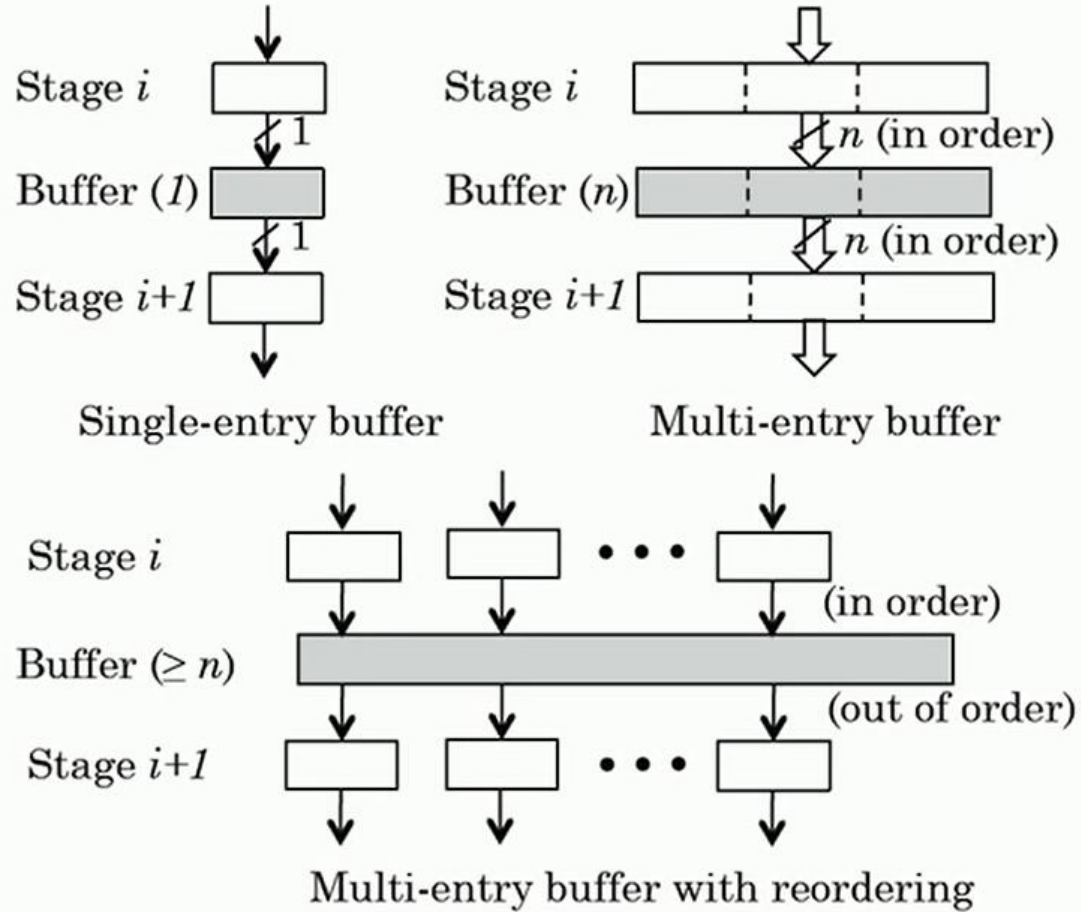 Stage i
1
Buffer (1)
1
Stage i+1
Single-entry buffer
Stage i
n (in order)
Buffer (n)
n (in order)
Stage i+1
Multi-entry buffer
Stage i
(in order)
Buffer (≥ n)
(out of order)
Stage i+1
Multi-entry buffer with reordering